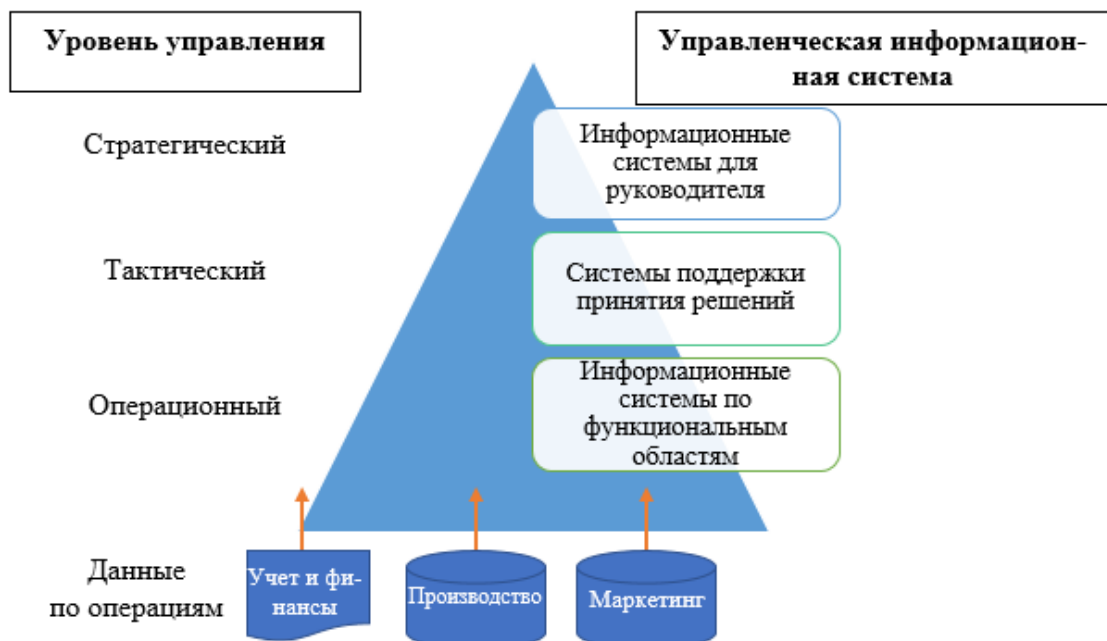 Уровень управления
Управленческая информацион-
ная система
Стратегический
Информационные
системы для
руководителя
Тактический
Системы поддержки
принятия решений
Операционный
Информационные
системы по
функциональным
областям
Данные
по операциям
Учет и фи-
нансы
Производство
Маркетинг